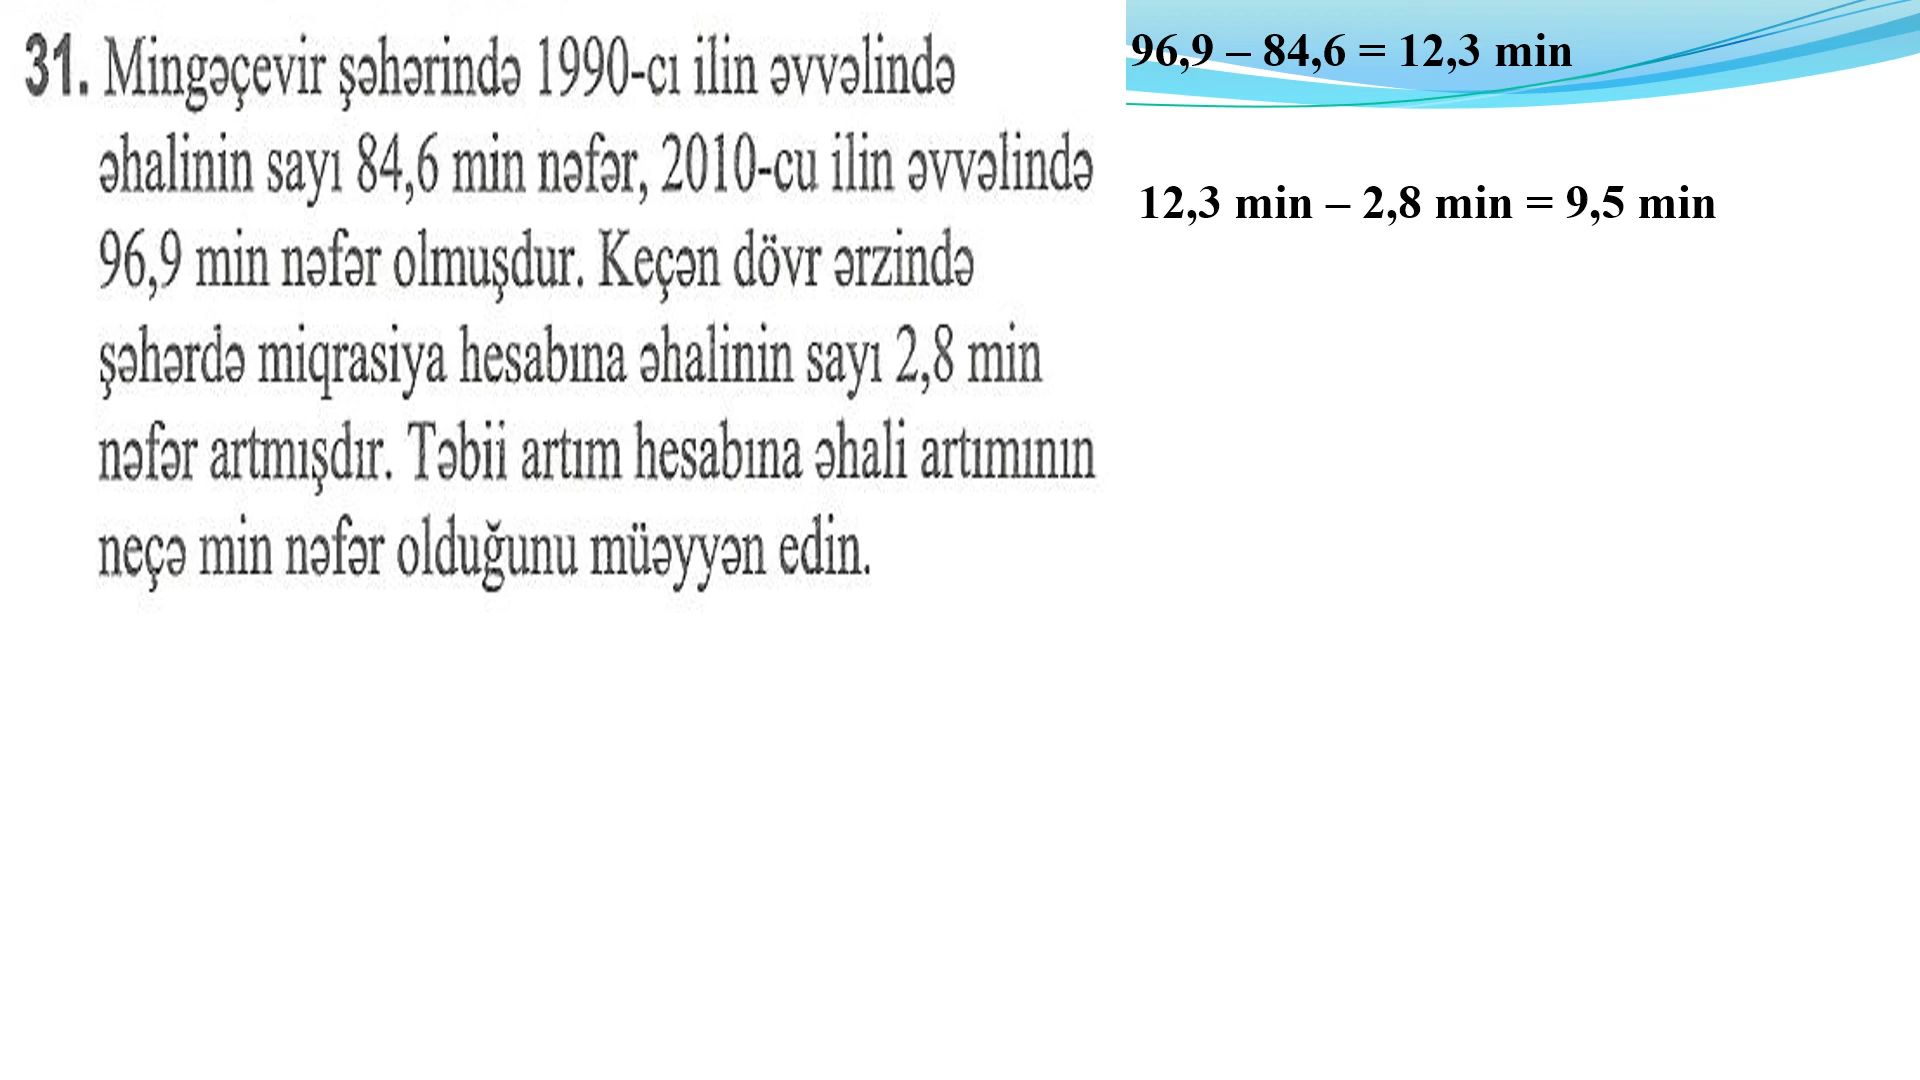 31. Mingəçevir şəhərində 1990-cı ilin əvvəlində
əhalinin sayı 84,6 min nəfər, 2010-cu ilin əvvəlində
96,9 min nəfər olmuşdur. Keçən dövr ərzində
şəhərdə miqrasiya hesabına əhalinin sayı 2,8 min
nəfər artmışdır. Təbii artım hesabına əhali artımının
neçə min nəfər olduğunu müəyyən edin.
96,9 – 84,6 = 12,3 min
12,3 min – 2,8 min = 9,5 min